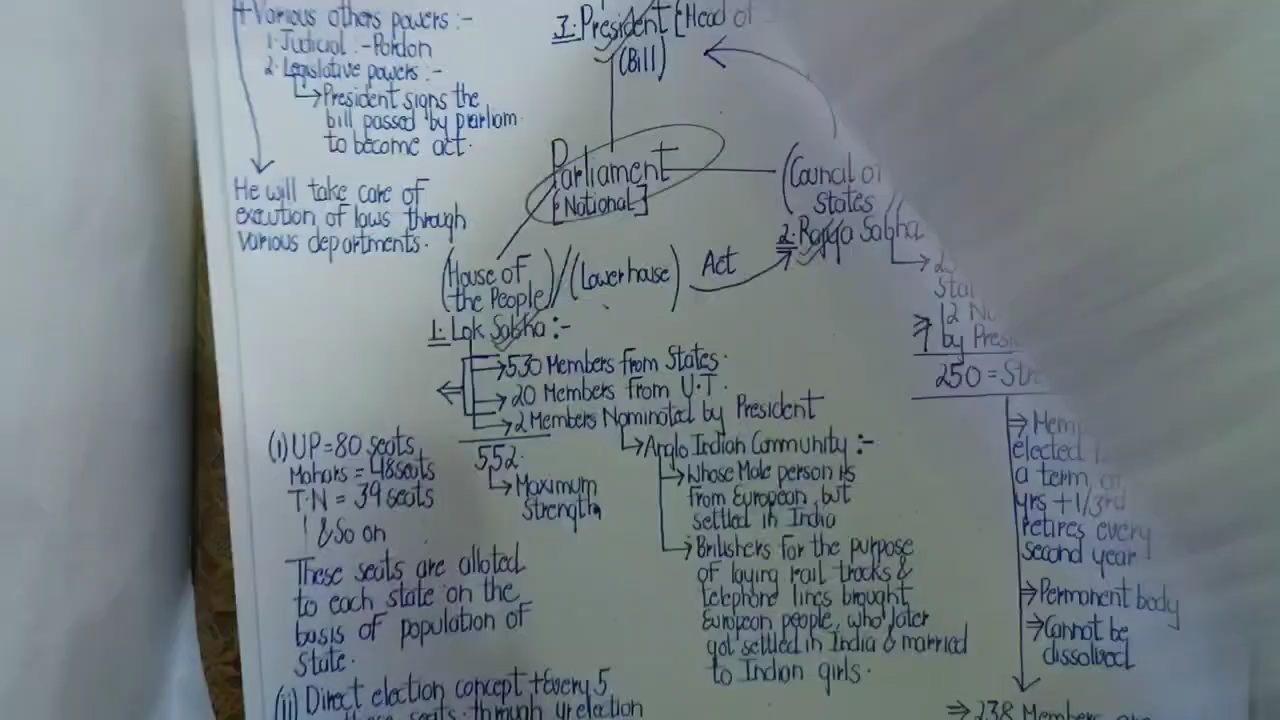 +Various others powers :-
1· Judicial :- Pardon
2· Legislative powers :-
President signs the
bill passed by parliam·
to become act·
He will take care of
execution of laws through
various departments·
3· President [Head of
(Bill)
Parliament
[National]
(Council of
States
2· Rajya Sabha
(House of
the People)/(Lowerhouse)
Act
1· Lok Sabha :-
530 Members from States·
20 Members from U·T·
2 Members Nominated by President
552·
Maximum
Strength
Anglo Indian Community :-
Whose Male person is
from European, but
settled in India
Britishers for the purpose
of laying rail tracks &
telephone lines brought
European people, who later
got settled in India & married
to Indian girls·
(i) UP = 80 seats
Mahars = 48 seats
T·N = 39 seats
& So on
These seats are alloted
to each state on the
basis of population of
State·
(ii) Direct election concept + Every 5
seats through election
by Presi
250 =
elected
a term
yrs + 1/3rd
retires every
second year
⇒ Permanent body
⇒ Cannot be
dissolved
⇒ 238 Members are